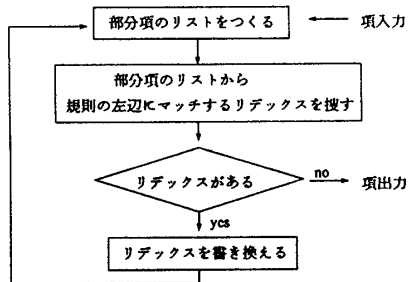 部分項のリストをつくる
項入力
部分項のリストから
規則の左辺にマッチするリデックスを捜す
リデックスがある
no
項出力
yes
リデックスを書き換える